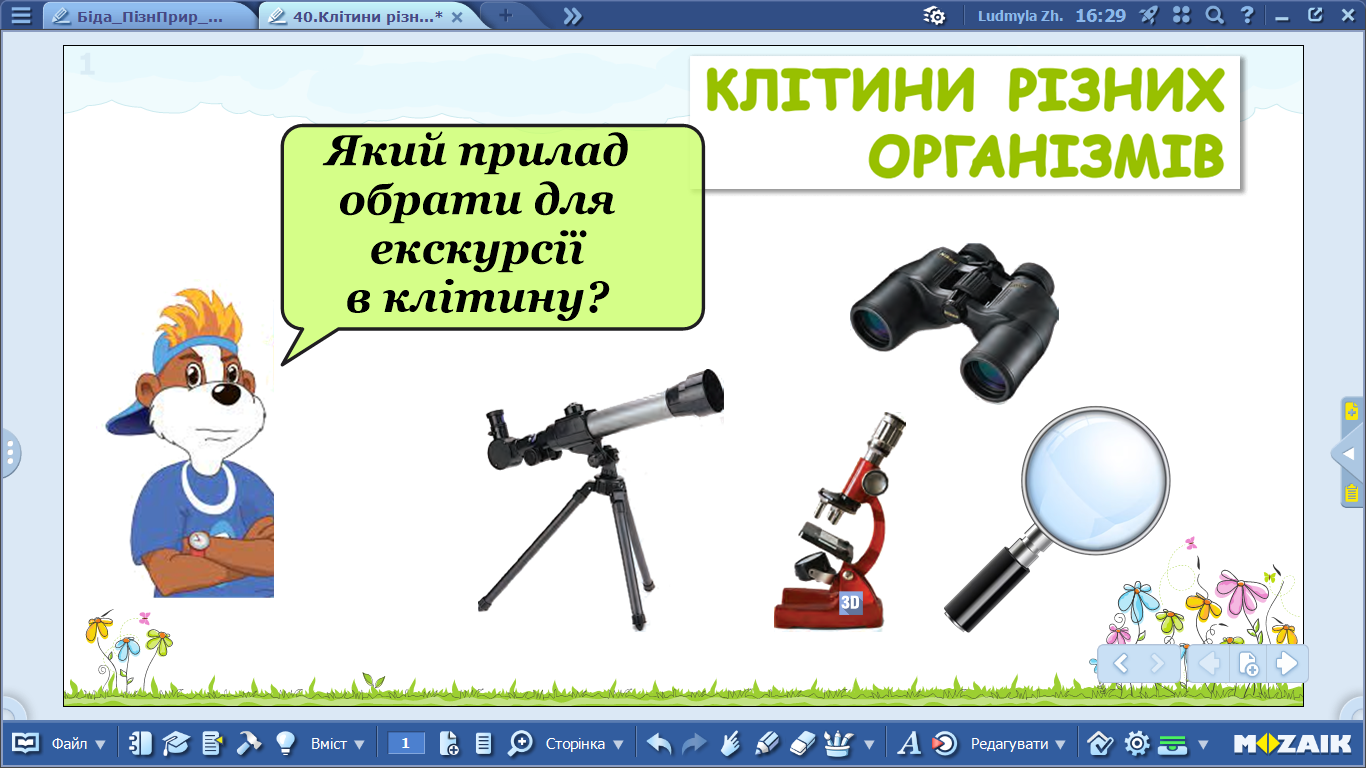 Біда_ПізнПрир_...
40.Клітини різн...*
Ludmyla Zh.
16:29
1
КЛІТИНИ РІЗНИХ
ОРГАНІЗМІВ
Який прилад
обрати для
екскурсії
в клітину?
3D
Файл
Вміст
1
Сторінка
Редагувати
MOZAIK